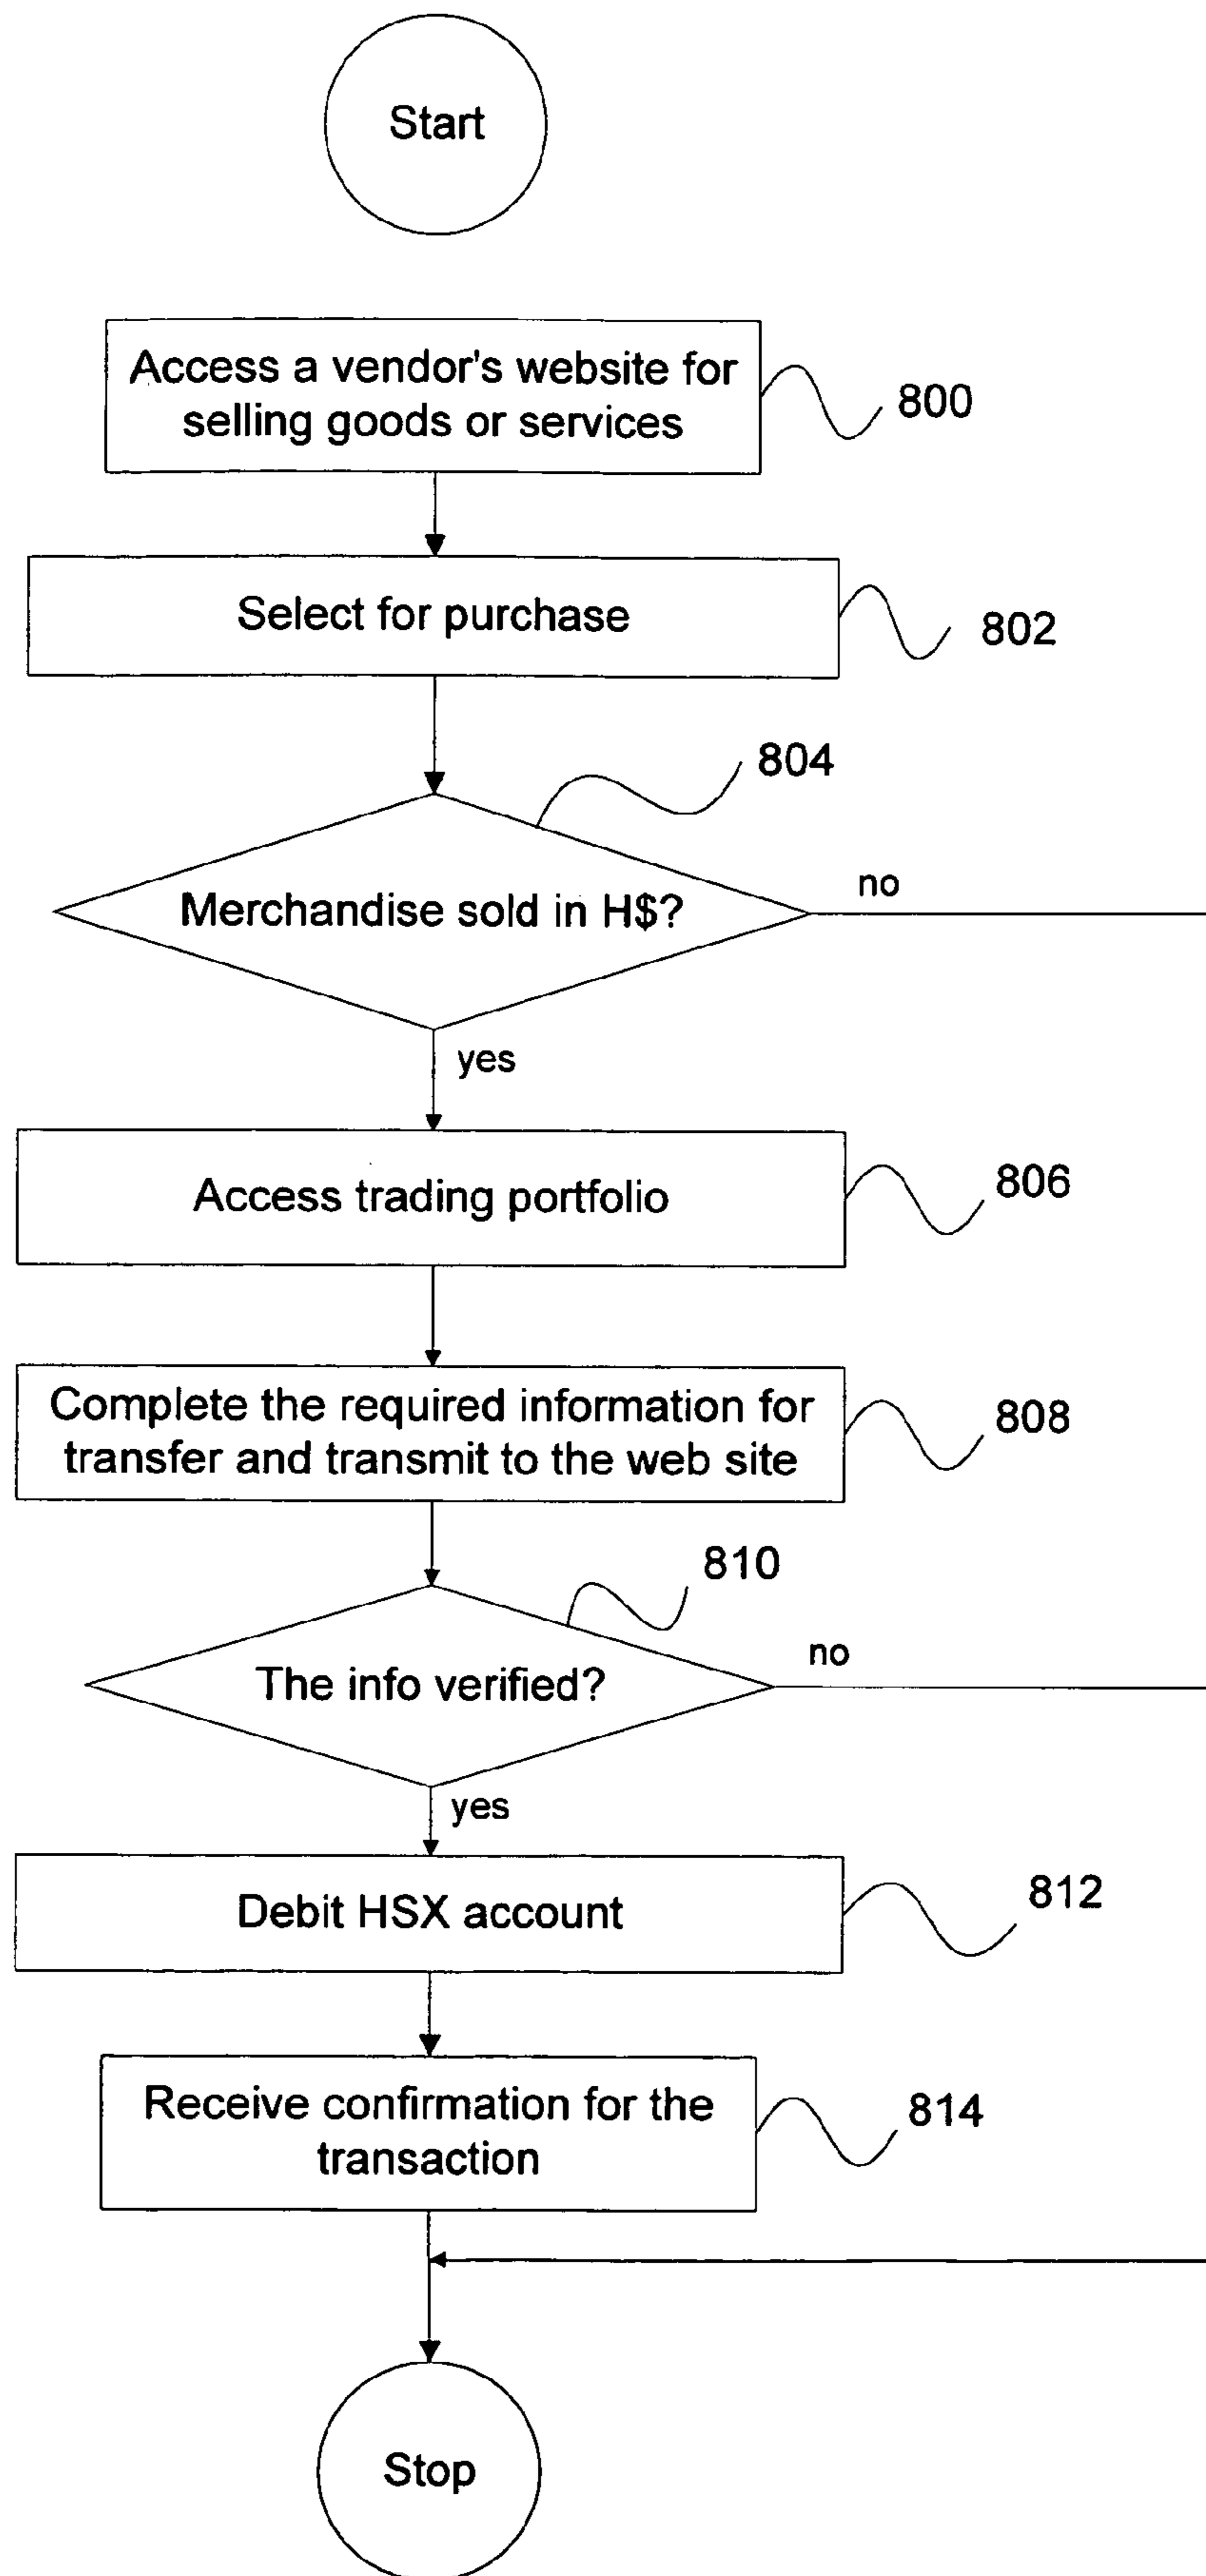 Start
Access a vendor's website for
selling goods or services
800
Select for purchase
802
804
Merchandise sold in H$?
no
yes
Access trading portfolio
806
Complete the required information for
transfer and transmit to the web site
808
810
The info verified?
no
yes
Debit HSX account
812
Receive confirmation for the
transaction
814
Stop